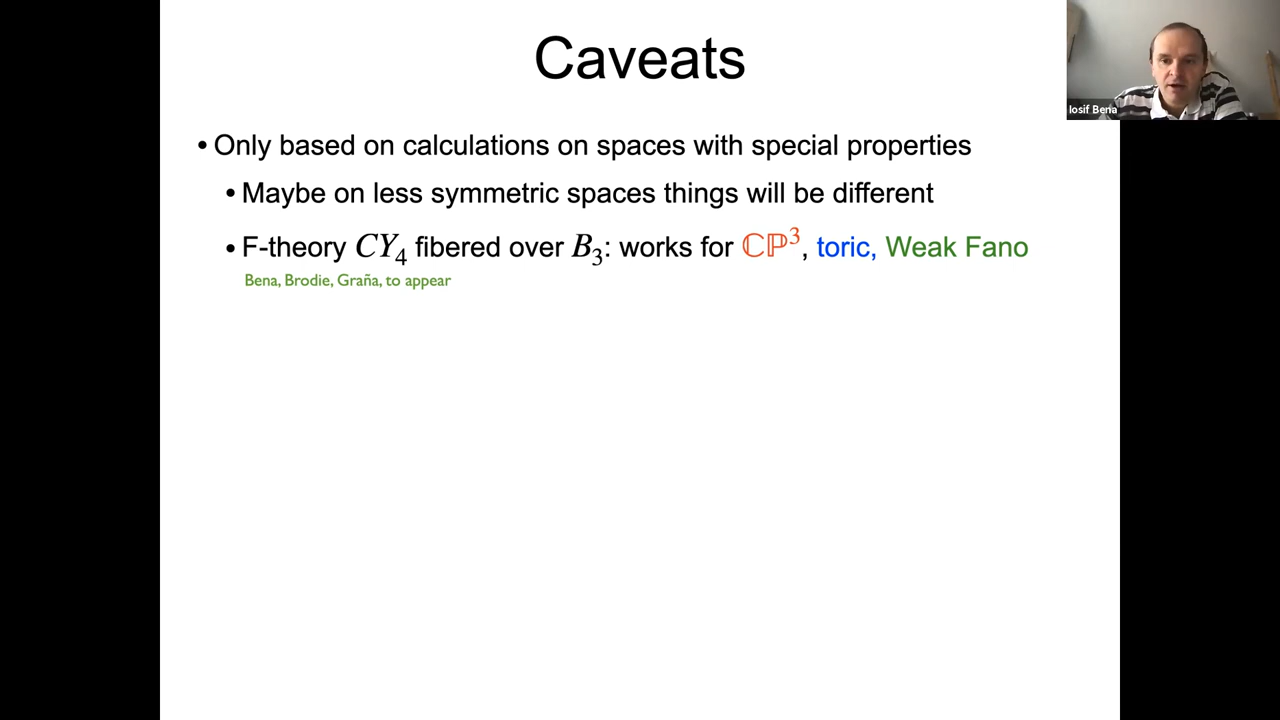 Caveats
Iosif Bena
• Only based on calculations on spaces with special properties
• Maybe on less symmetric spaces things will be different
• F-theory CY₄ fibered over B₃: works for ℂℙ³, toric, Weak Fano
Bena, Brodie, Graña, to appear